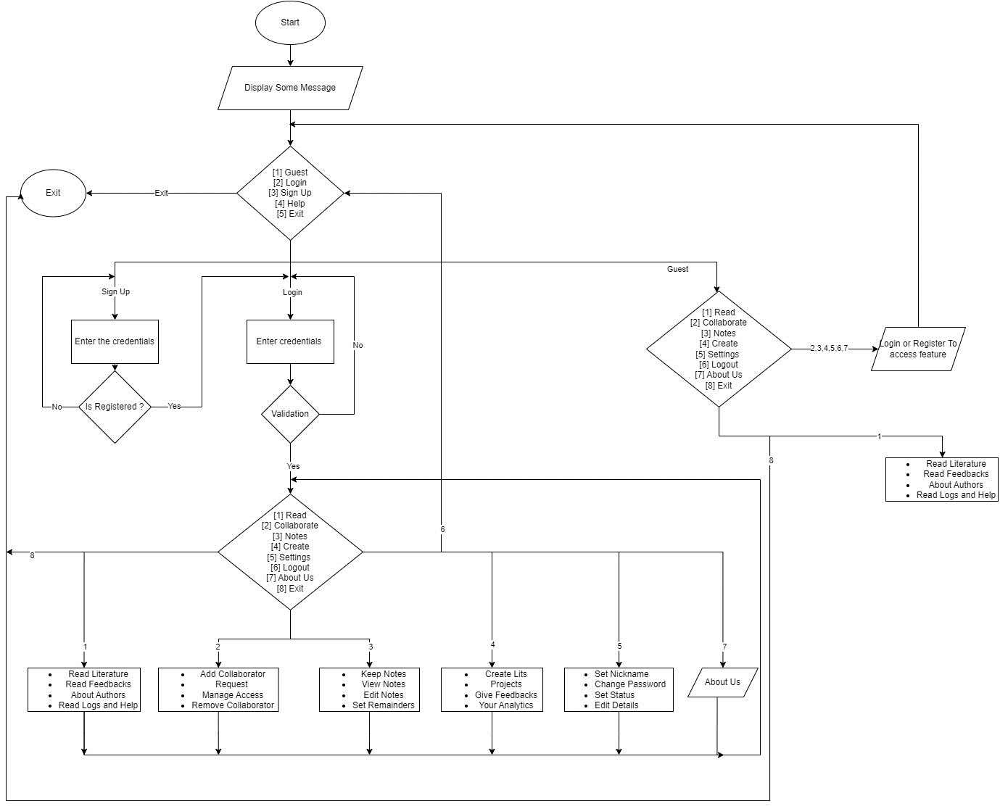 Start
Display Some Message
[1] Guest
[2] Login
[3] Sign Up
[4] Help
[5] Exit
Exit
Exit
Guest
Sign Up
Login
Enter the credentials
Enter credentials
No
Is Registered ?
No
Yes
Validation
Yes
[1] Read
[2] Collaborate
[3] Notes
[4] Create
[5] Settings
[6] Logout
[7] About Us
[8] Exit
2,3,4,5,6,7
Login or Register To
access feature
1
8
• Read Literature
• Read Feedbacks
• About Authors
• Read Logs and Help
[1] Read
[2] Collaborate
[3] Notes
[4] Create
[5] Settings
[6] Logout
[7] About Us
[8] Exit
6
8
1
2
3
4
5
7
• Read Literature
• Read Feedbacks
• About Authors
• Read Logs and Help
• Add Collaborator
• Request
• Manage Access
• Remove Collaborator
• Keep Notes
• View Notes
• Edit Notes
• Set Remainders
• Create Lits
• Projects
• Give Feedbacks
• Your Analytics
• Set Nickname
• Change Password
• Set Status
• Edit Details
About Us